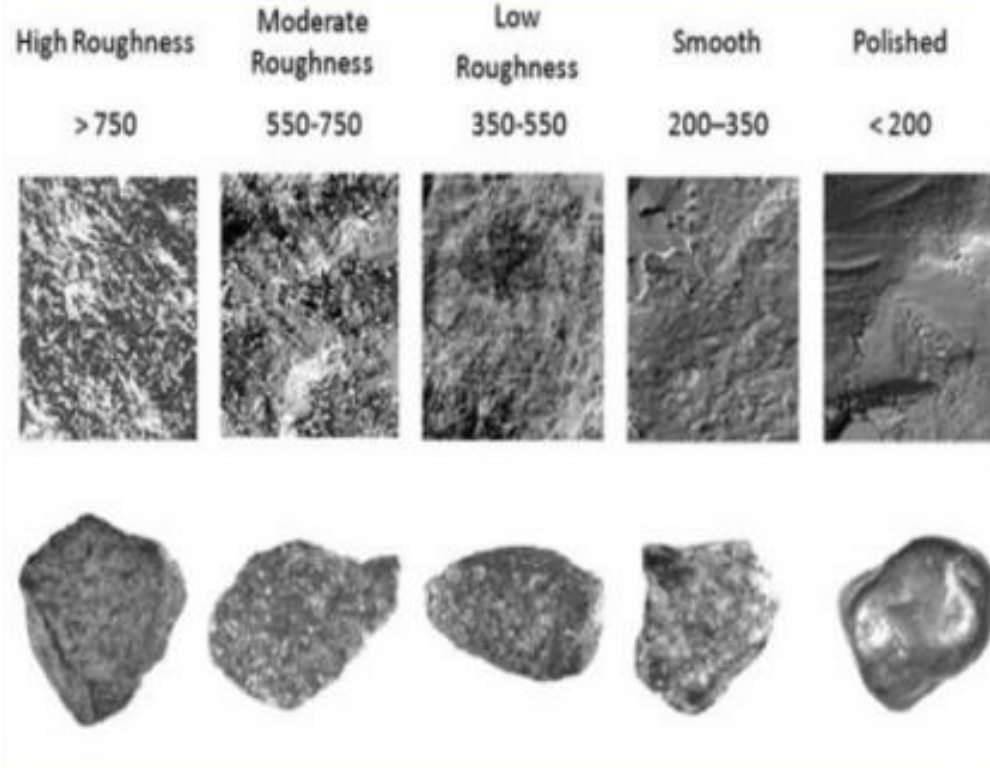 High Roughness
Moderate
Roughness
Low
Roughness
Smooth
Polished
> 750
550-750
350-550
200–350
< 200